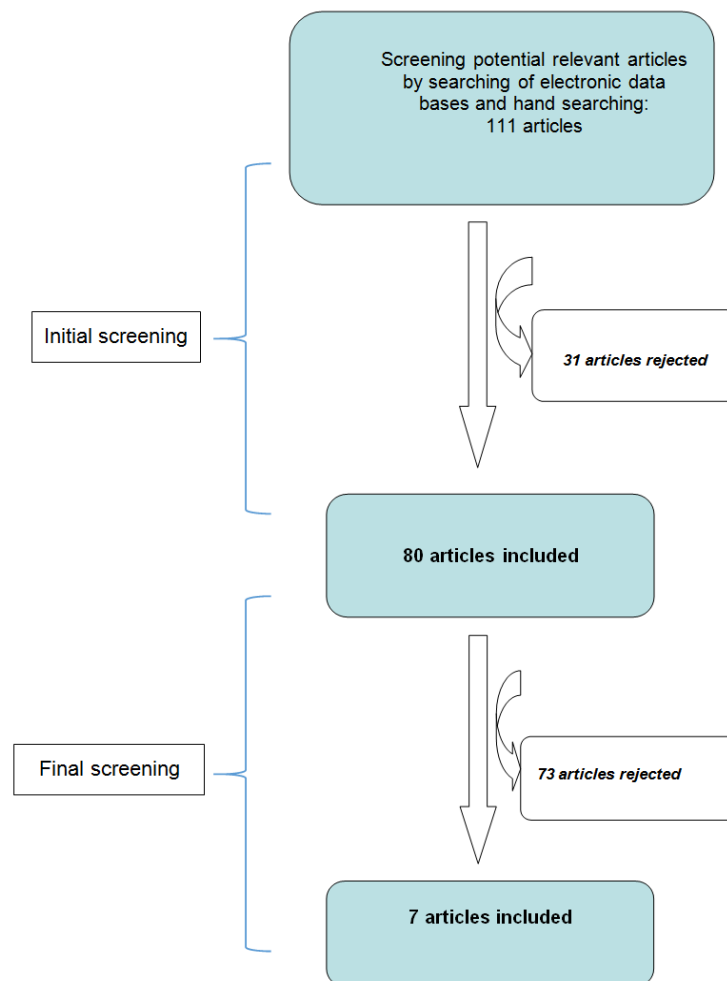 Screening potential relevant articles
by searching of electronic data
bases and hand searching:
111 articles
Initial screening
31 articles rejected
80 articles included
Final screening
73 articles rejected
7 articles included